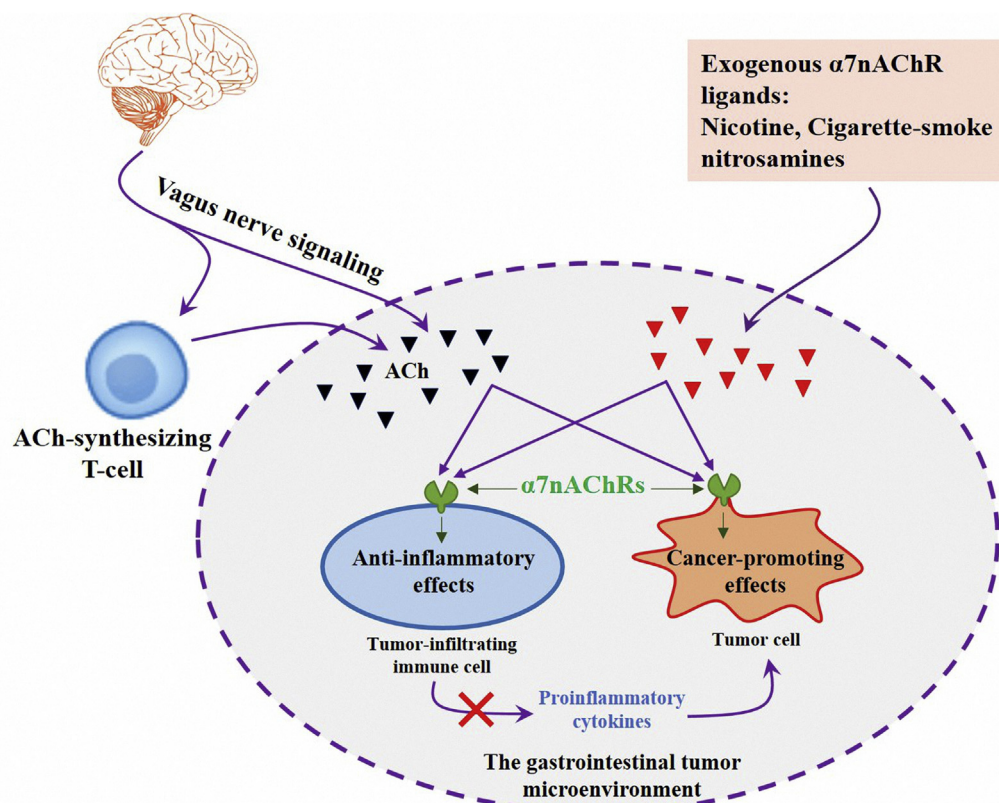 Exogenous α7nAChR
ligands:
Nicotine, Cigarette-smoke
nitrosamines
Vagus nerve signaling
ACh
ACh-synthesizing
T-cell
α7nAChRs
Anti-inflammatory
effects
Cancer-promoting
effects
Tumor-infiltrating
immune cell
Tumor cell
Proinflammatory
cytokines
The gastrointestinal tumor
microenvironment